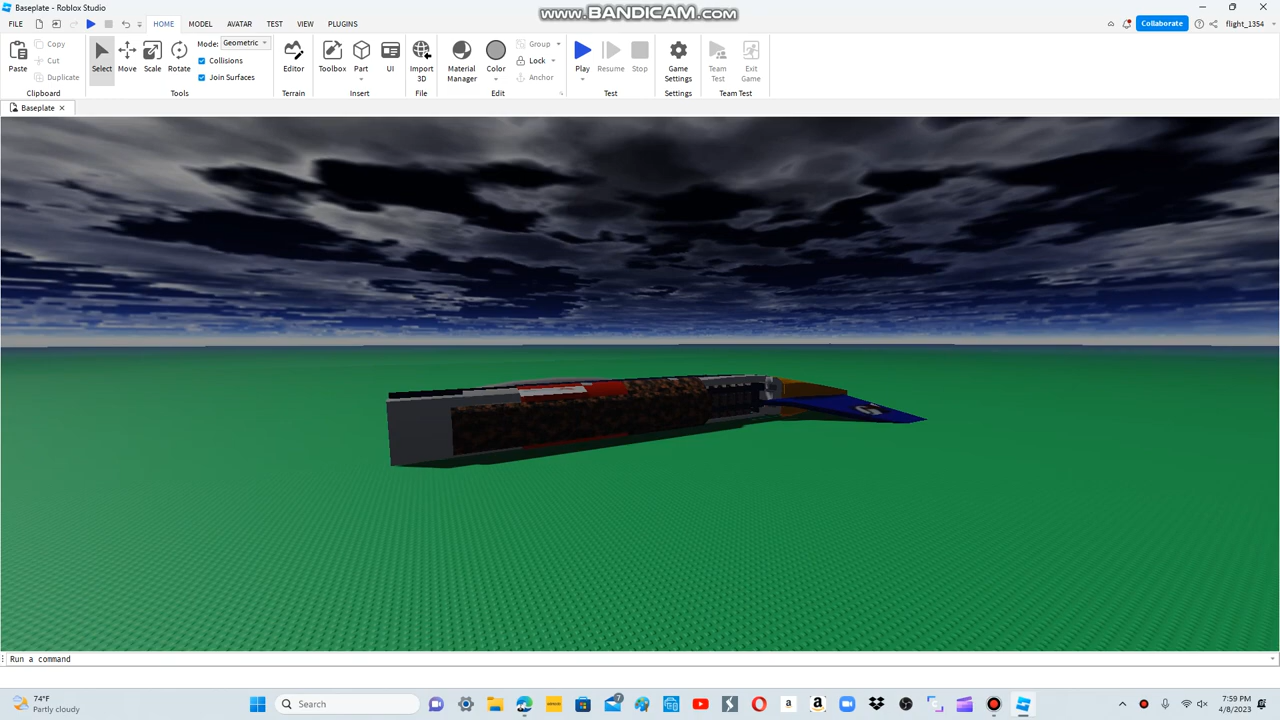 www.BANDICAM.com
Baseplate - Roblox Studio
FILE HOME MODEL AVATAR TEST VIEW PLUGINS
Collaborate flight_1354
Paste Copy Cut Duplicate Clipboard
Select Move Scale Rotate Mode: Geometric Collisions Join Surfaces Tools
Editor Terrain
Toolbox Part UI Insert
Import 3D File
Material Manager Color Group Lock Anchor Edit
Play Resume Stop Test
Game Settings Settings
Team Test Exit Game Team Test
Baseplate
Run a command
74°F
Partly cloudy
Search
7
7:59 PM
4/8/2023